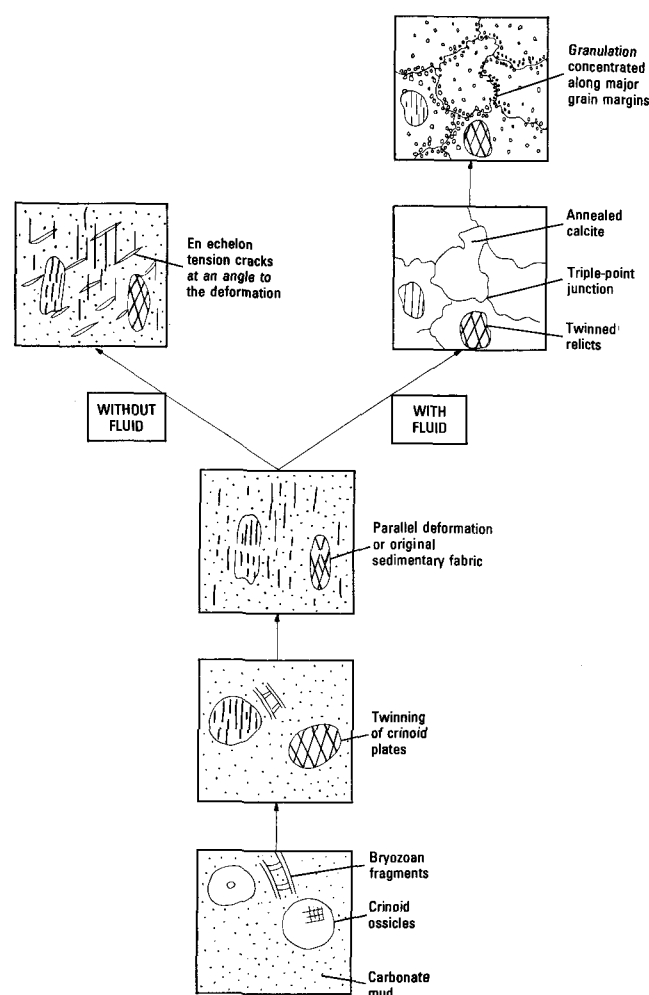 Granulation
concentrated
along major
grain margins
Annealed
calcite
Triple-point
junction
Twinned
relicts
En echelon
tension cracks
at an angle to
the deformation
WITHOUT
FLUID
WITH
FLUID
Parallel deformation
or original
sedimentary fabric
Twinning
of crinoid
plates
Bryozoan
fragments
Crinoid
ossicles
Carbonate
mud